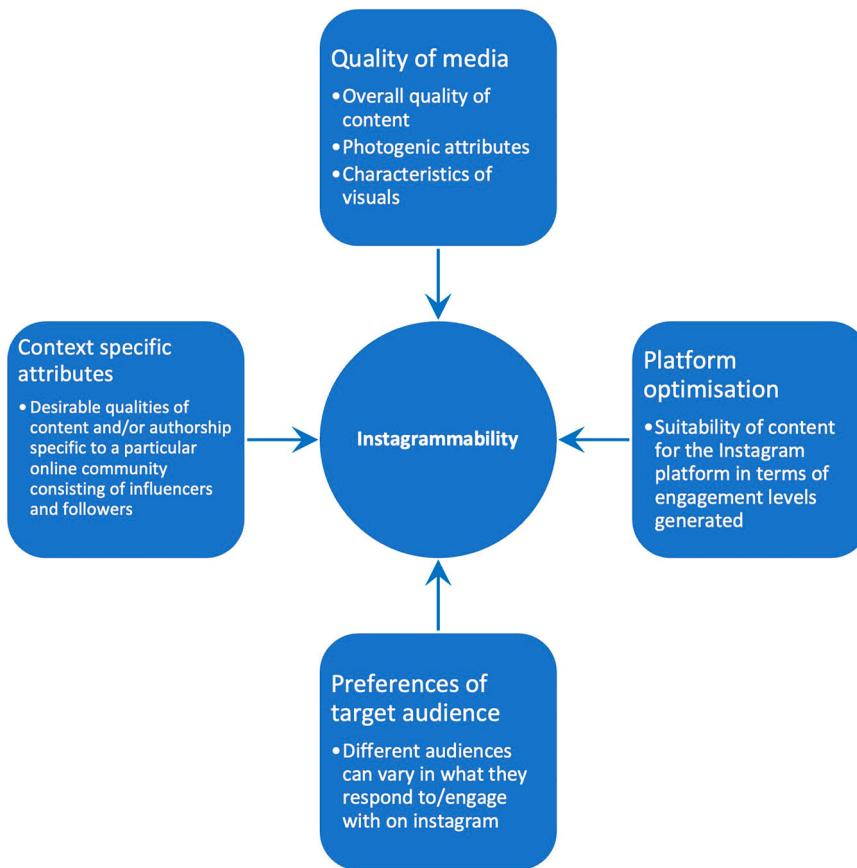 Quality of media
•Overall quality of
content
•Photogenic attributes
•Characteristics of
visuals
Context specific
attributes
•Desirable qualities of
content and/or authorship
specific to a particular
online community
consisting of influencers
and followers
Instagrammability
Platform
optimisation
•Suitability of content
for the Instagram
platform in terms of
engagement levels
generated
Preferences of
target audience
•Different audiences
can vary in what they
respond to/engage
with on instagram